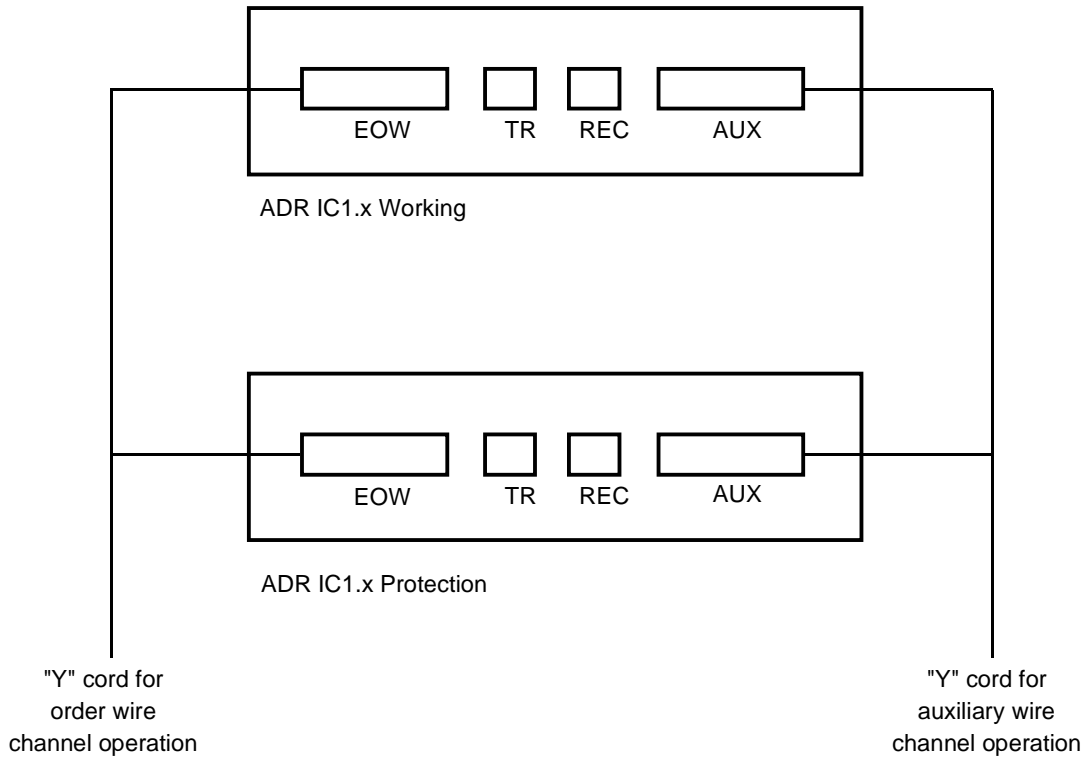 EOW TR REC AUX
ADR IC1.x Working
EOW TR REC AUX
ADR IC1.x Protection
"Y" cord for
order wire
channel operation
"Y" cord for
auxiliary wire
channel operation